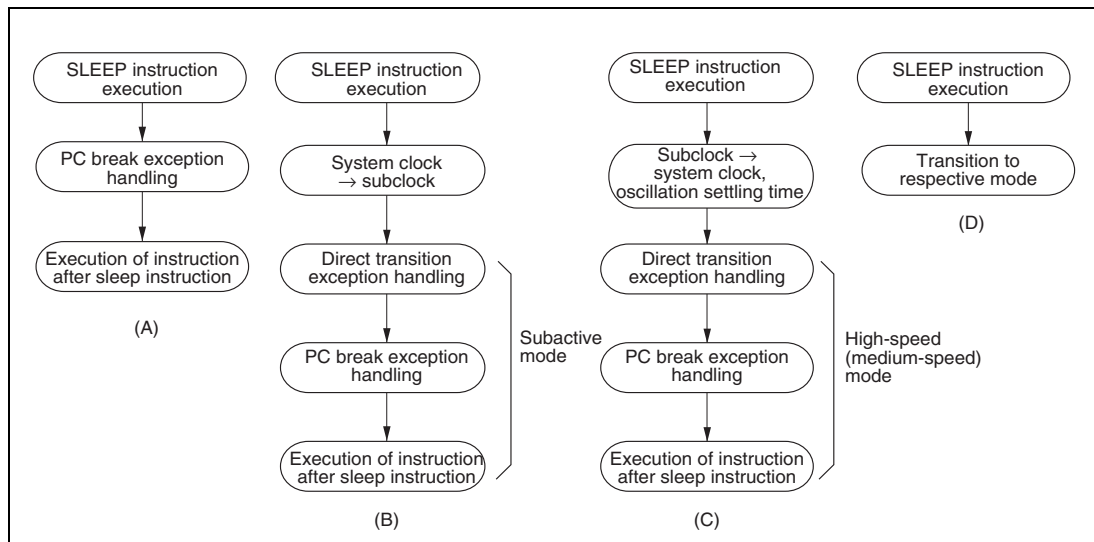 SLEEP instruction
execution
PC break exception
handling
Execution of instruction
after sleep instruction
(A)
SLEEP instruction
execution
System clock
→ subclock
Direct transition
exception handling
PC break exception
handling
Execution of instruction
after sleep instruction
Subactive
mode
(B)
SLEEP instruction
execution
Subclock →
system clock,
oscillation settling time
Direct transition
exception handling
PC break exception
handling
Execution of instruction
after sleep instruction
High-speed
(medium-speed)
mode
(C)
SLEEP instruction
execution
Transition to
respective mode
(D)